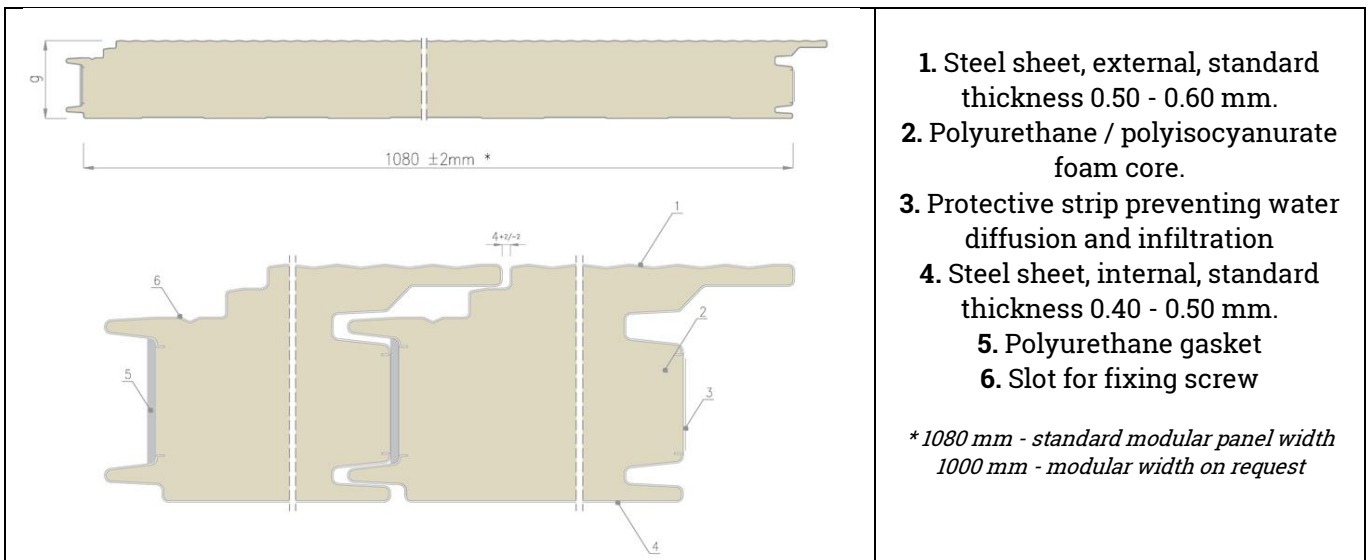 g
1080 ±2mm *
1
4+2/-2
6
2
5
3
4
1. Steel sheet, external, standard
thickness 0.50 - 0.60 mm.
2. Polyurethane / polyisocyanurate
foam core.
3. Protective strip preventing water
diffusion and infiltration
4. Steel sheet, internal, standard
thickness 0.40 - 0.50 mm.
5. Polyurethane gasket
6. Slot for fixing screw
* 1080 mm - standard modular panel width
1000 mm - modular width on request